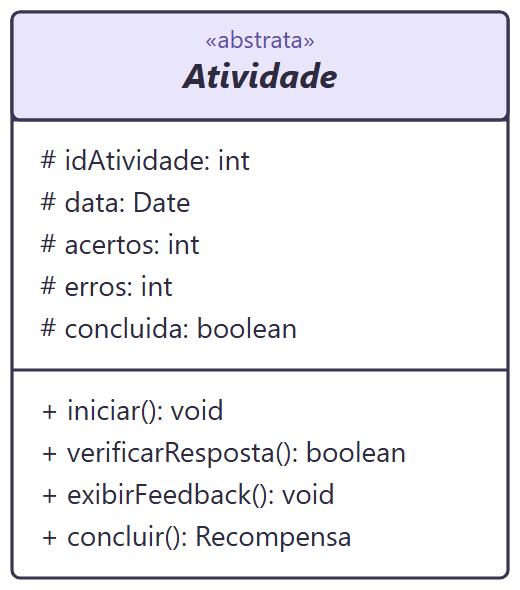 «abstrata»
Atividade
# idAtividade: int
# data: Date
# acertos: int
# erros: int
# concluida: boolean
+ iniciar(): void
+ verificarResposta(): boolean
+ exibirFeedback(): void
+ concluir(): Recompensa